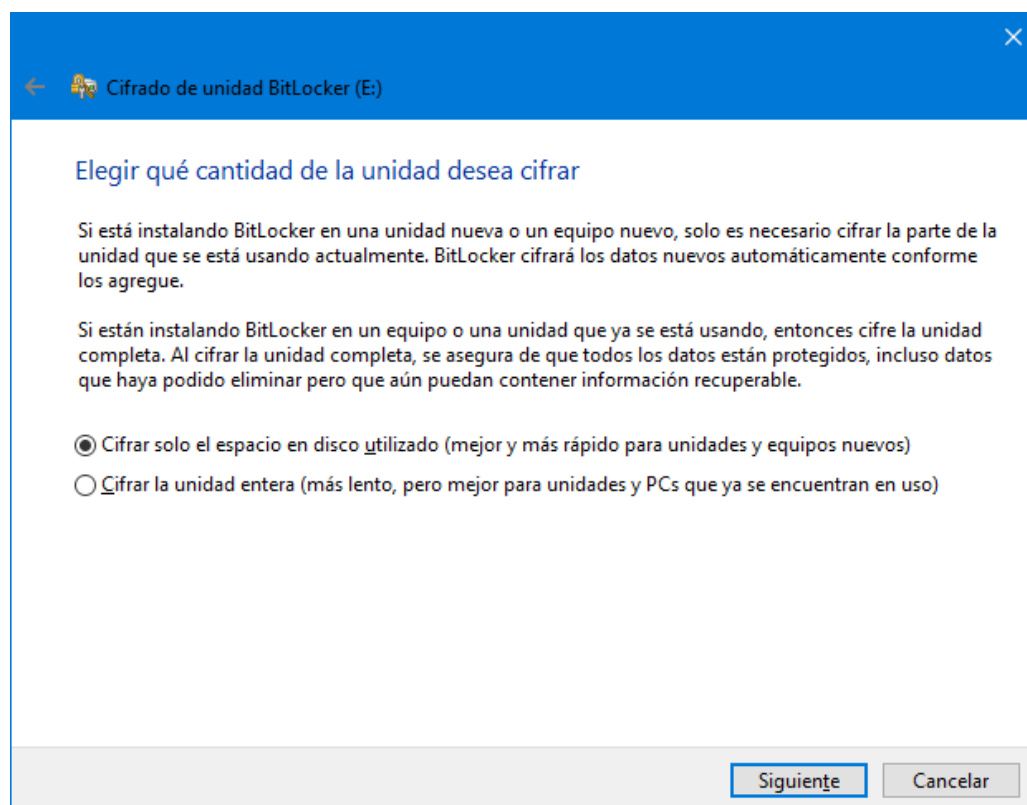 Cifrado de unidad BitLocker (E:)
Elegir qué cantidad de la unidad desea cifrar
Si está instalando BitLocker en una unidad nueva o un equipo nuevo, solo es necesario cifrar la parte de la
unidad que se está usando actualmente. BitLocker cifrará los datos nuevos automáticamente conforme
los agregue.
Si están instalando BitLocker en un equipo o una unidad que ya se está usando, entonces cifre la unidad
completa. Al cifrar la unidad completa, se asegura de que todos los datos están protegidos, incluso datos
que haya podido eliminar pero que aún puedan contener información recuperable.
Cifrar solo el espacio en disco utilizado (mejor y más rápido para unidades y equipos nuevos)
Cifrar la unidad entera (más lento, pero mejor para unidades y PCs que ya se encuentran en uso)
Siguiente Cancelar